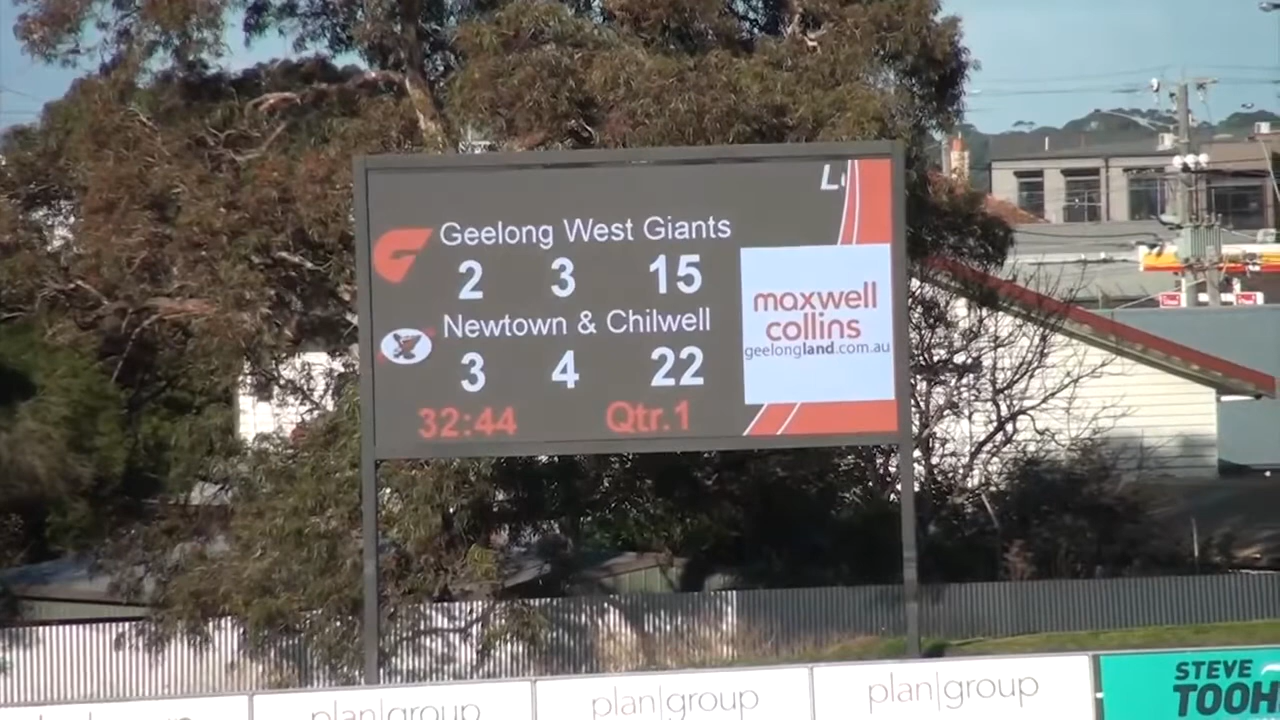 Geelong West Giants
2 3 15
Newtown & Chilwell
3 4 22
32:44 Qtr.1
maxwell
collins
geelongland.com.au
plan|group
plan|group
plan|group
STEVE